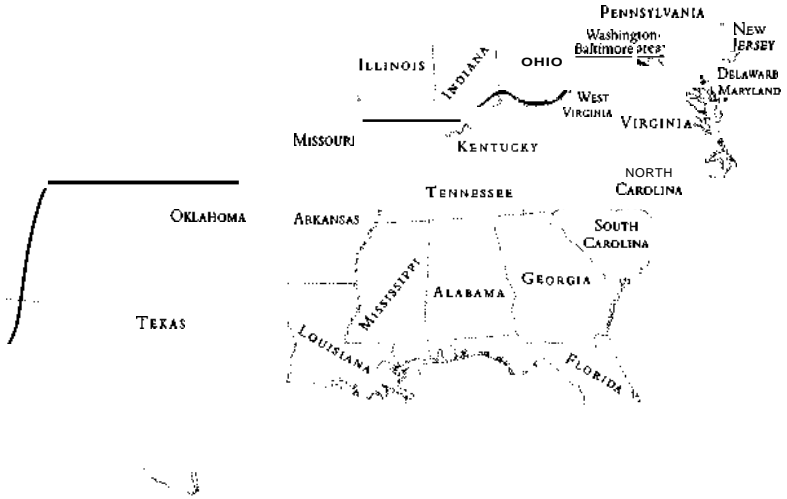 PENNSYLVANIA
Washington-
Baltimore area
NEW
JERSEY
ILLINOIS
INDIANA
OHIO
DELAWARE
MARYLAND
WEST
VIRGINIA
VIRGINIA
MISSOURI
KENTUCKY
NORTH
CAROLINA
TENNESSEE
OKLAHOMA
ARKANSAS
SOUTH
CAROLINA
MISSISSIPPI
ALABAMA
GEORGIA
TEXAS
LOUISIANA
FLORIDA